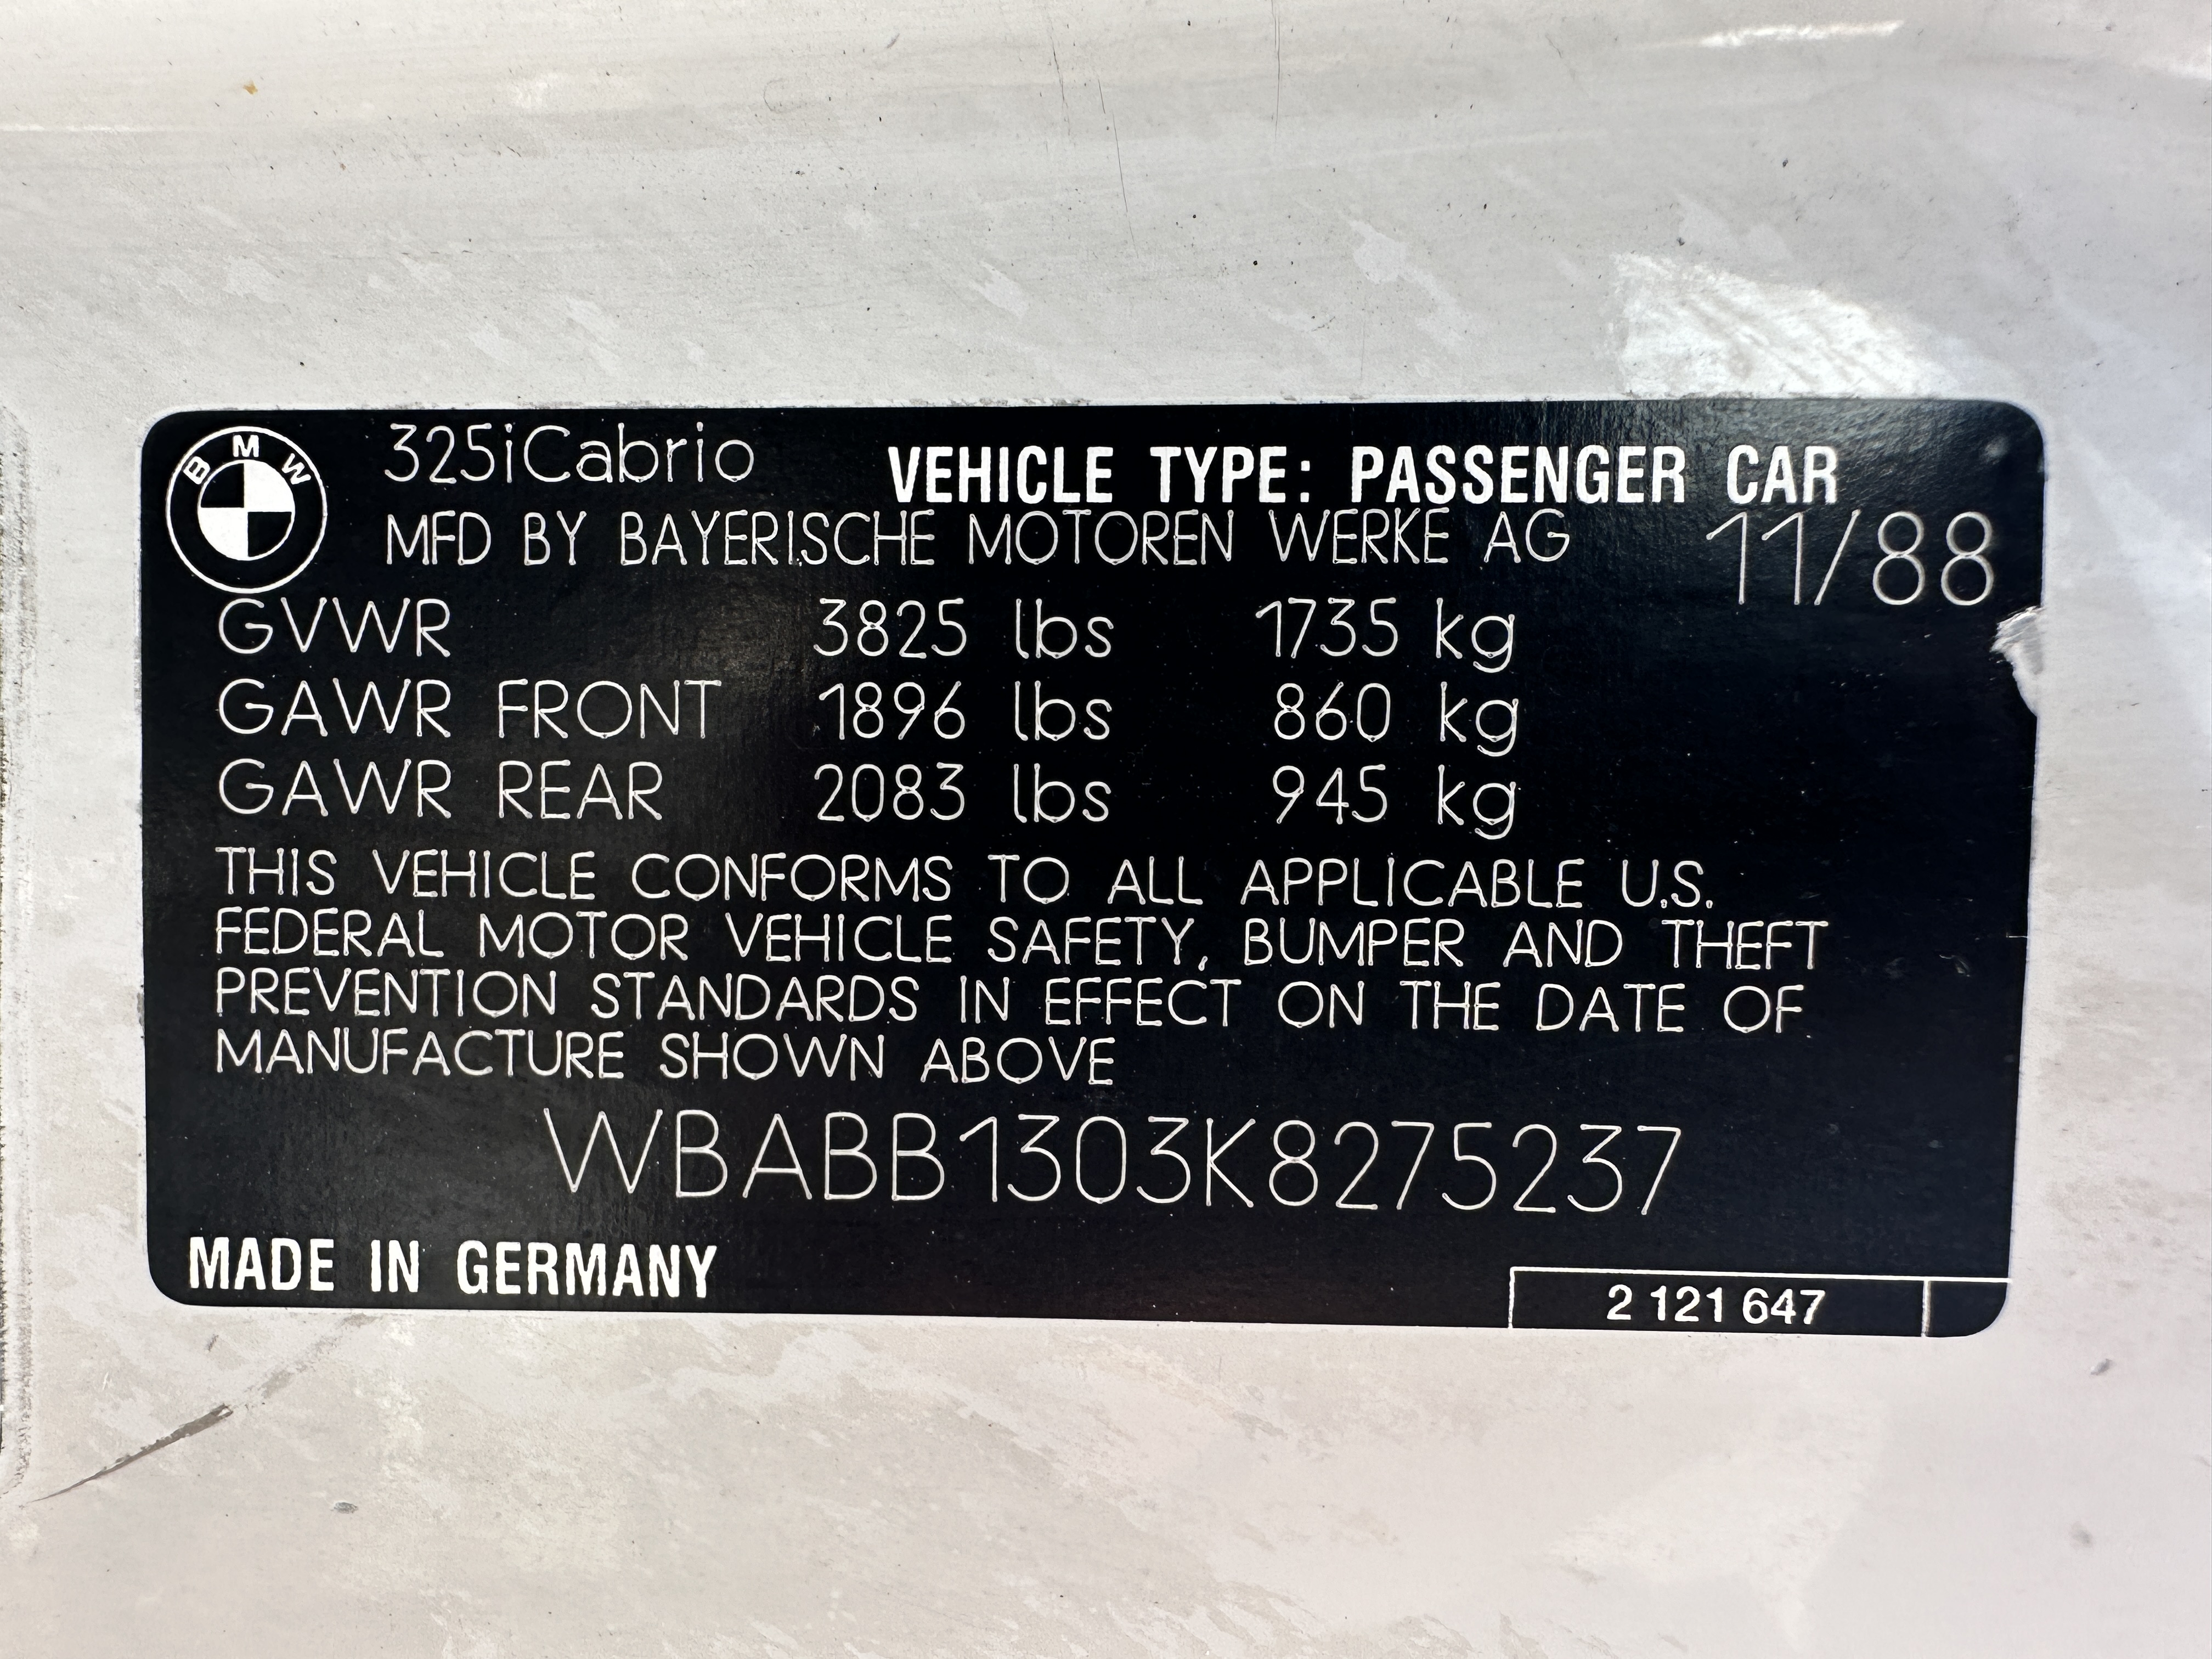 BMW
325iCabrio VEHICLE TYPE: PASSENGER CAR
MFD BY BAYERISCHE MOTOREN WERKE AG 11/88
GVWR 3825 lbs 1735 kg
GAWR FRONT 1896 lbs 860 kg
GAWR REAR 2083 lbs 945 kg
THIS VEHICLE CONFORMS TO ALL APPLICABLE U.S.
FEDERAL MOTOR VEHICLE SAFETY, BUMPER AND THEFT
PREVENTION STANDARDS IN EFFECT ON THE DATE OF
MANUFACTURE SHOWN ABOVE
WBABB1303K8275237
MADE IN GERMANY
2 121 647